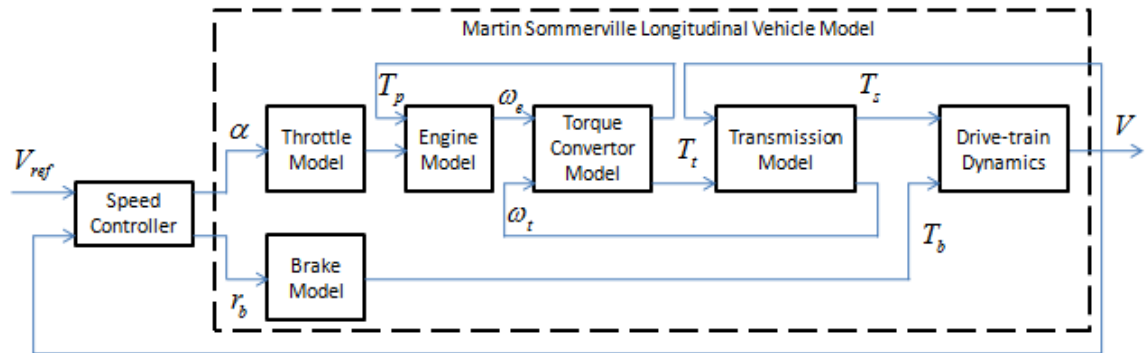 Martin Sommerville Longitudinal Vehicle Model
V_ref
Speed
Controller
α
Throttle
Model
T_p
Engine
Model
ω_e
Torque
Convertor
Model
ω_t
T_t
Transmission
Model
T_s
Drive-train
Dynamics
V
r_b
Brake
Model
T_b